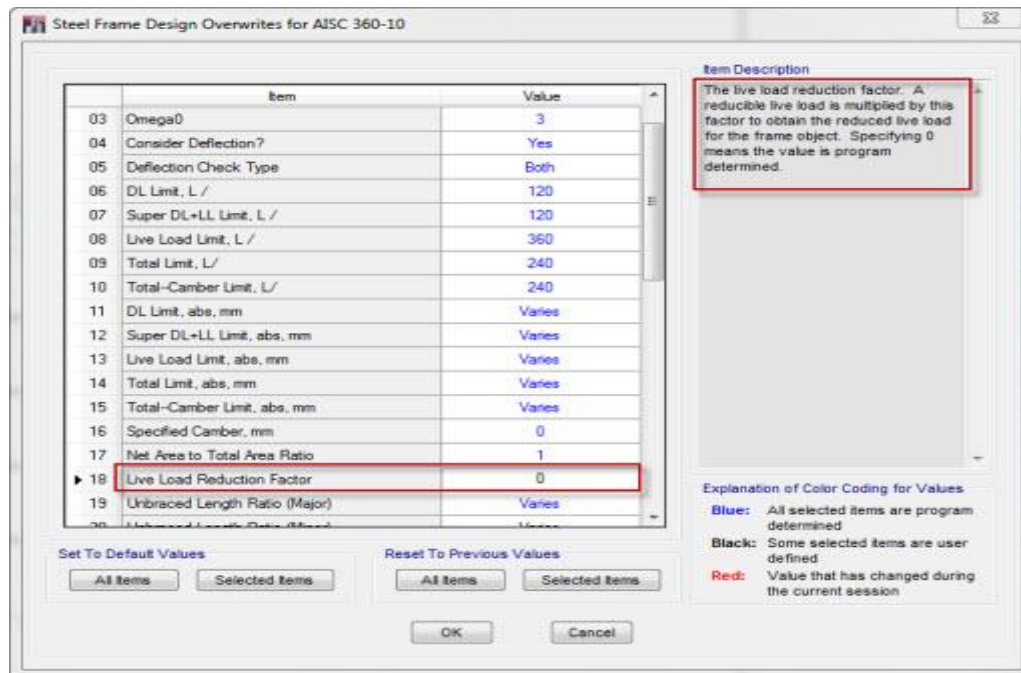 Steel Frame Design Overwrites for AISC 360-10
Item Value
03 Omega0 3
04 Consider Deflection? Yes
05 Deflection Check Type Both
06 DL Limit, L / 120
07 Super DL+LL Limit, L / 120
08 Live Load Limit, L / 360
09 Total Limit, L/ 240
10 Total--Camber Limit, L/ 240
11 DL Limit, abs, mm Varies
12 Super DL+LL Limit, abs, mm Varies
13 Live Load Limit, abs, mm Varies
14 Total Limit, abs, mm Varies
15 Total--Camber Limit, abs, mm Varies
16 Specified Camber, mm 0
17 Net Area to Total Area Ratio 1
18 Live Load Reduction Factor 0
19 Unbraced Length Ratio (Major) Varies
Item Description
The live load reduction factor. A
reducible live load is multiplied by this
factor to obtain the reduced live load
for the frame object. Specifying 0
means the value is program
determined.
Explanation of Color Coding for Values
Blue: All selected items are program
determined
Black: Some selected items are user
defined
Red: Value that has changed during
the current session
Set To Default Values
All Items Selected Items
Reset To Previous Values
All Items Selected Items
OK Cancel